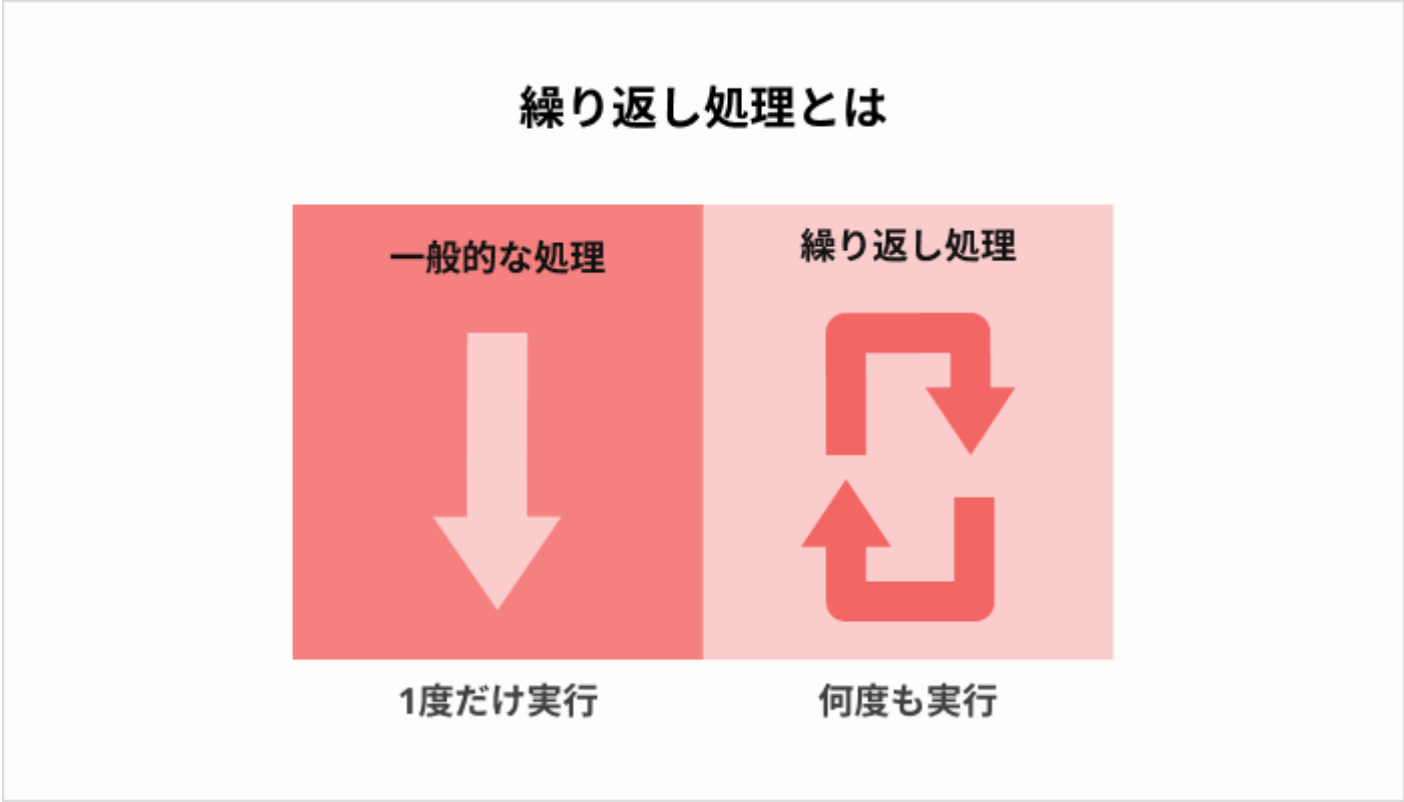 繰り返し処理とは
一般的な処理
繰り返し処理
1度だけ実行
何度も実行